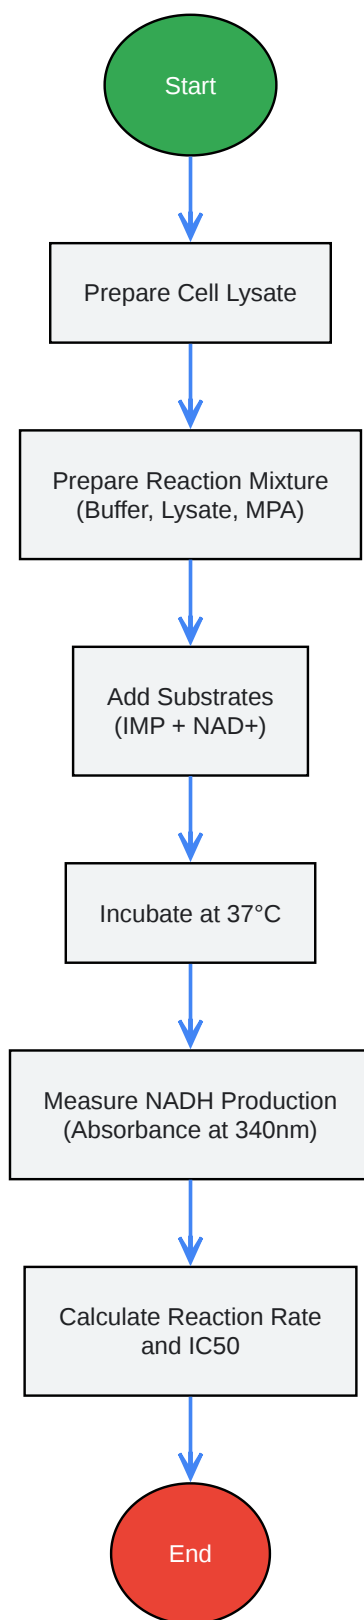 Start
Prepare Cell Lysate
Prepare Reaction Mixture
(Buffer, Lysate, MPA)
Add Substrates
(IMP + NAD+)
Incubate at 37°C
Measure NADH Production
(Absorbance at 340nm)
Calculate Reaction Rate
and IC50
End